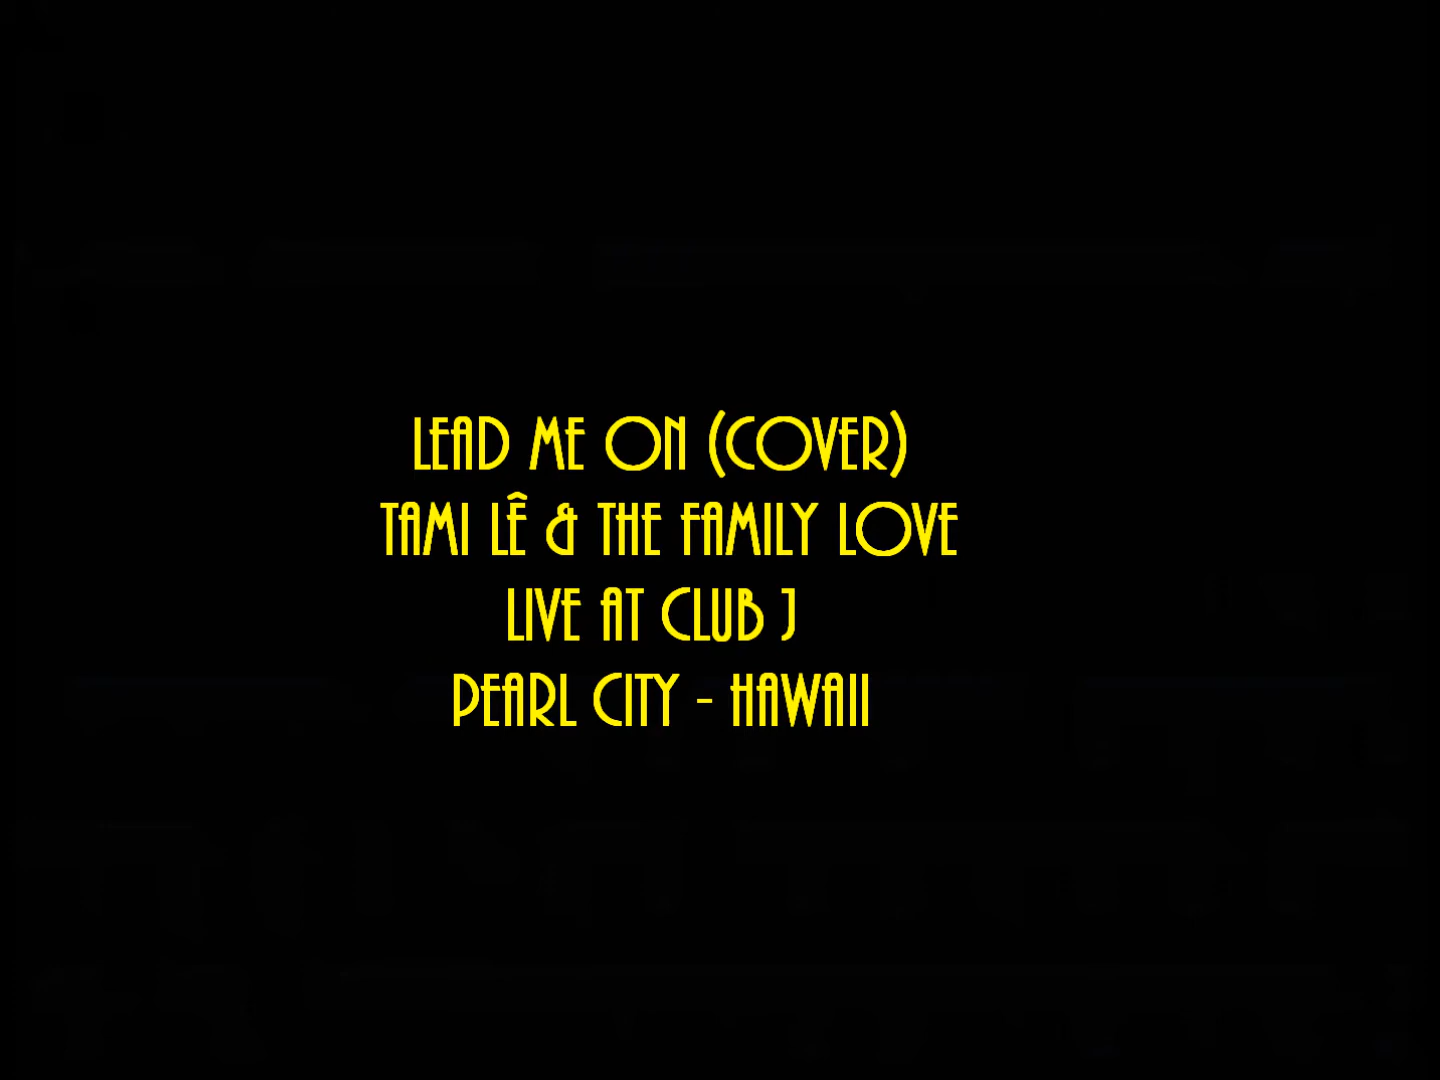 LEAD ME ON (COVER)
TAMI LÊ & THE FAMILY LOVE
LIVE AT CLUB J
PEARL CITY - HAWAII